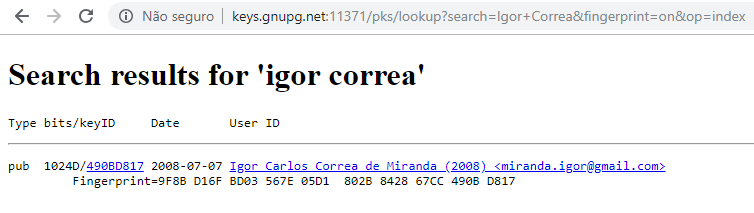 Não seguro | keys.gnupg.net:11371/pks/lookup?search=Igor+Correa&fingerprint=on&op=index
Search results for 'igor correa'
Type bits/keyID Date User ID
pub 1024D/490BD817 2008-07-07 Igor Carlos Correa de Miranda (2008) <miranda.igor@gmail.com>
Fingerprint=9F8B D16F BD03 567E 05D1 802B 8428 67CC 490B D817